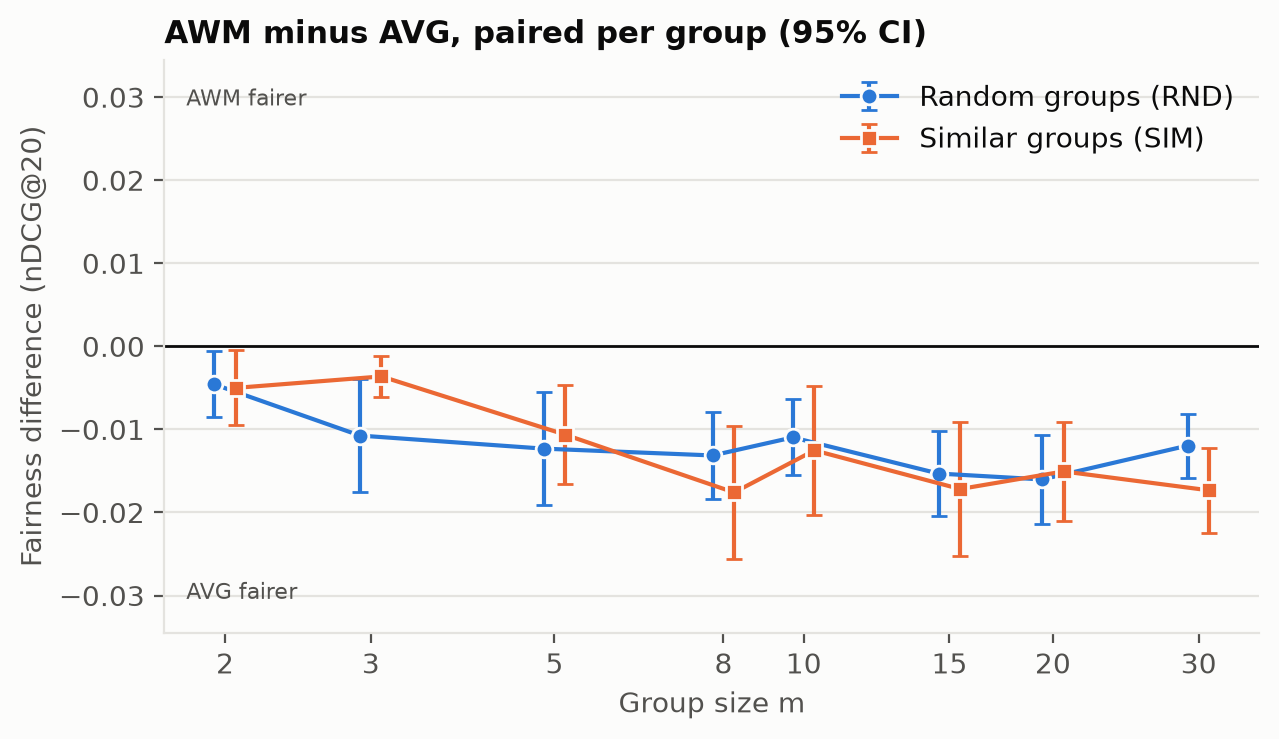 AWM minus AVG, paired per group (95% CI)
Fairness difference (nDCG@20)
0.03
0.02
0.01
0.00
−0.01
−0.02
−0.03
AWM fairer
AVG fairer
Random groups (RND)
Similar groups (SIM)
2 3 5 8 10 15 20 30
Group size m